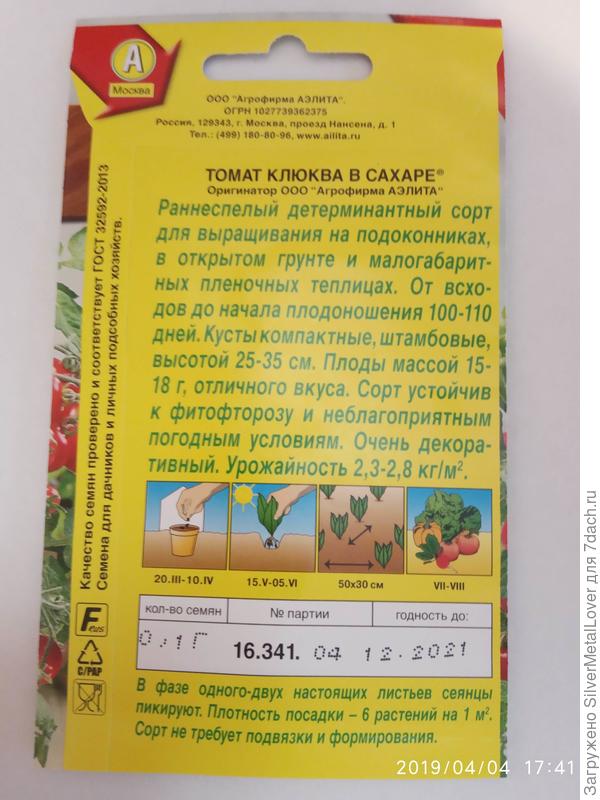 А
Москва
ООО "Агрофирма АЭЛИТА".
ОГРН 1027739362375
Россия, 129343, г. Москва, проезд Нансена, д. 1
Тел.: (499) 180-80-96, www.ailita.ru
ТОМАТ КЛЮКВА В САХАРЕ®
Оригинатор ООО "Агрофирма АЭЛИТА"
Раннеспелый детерминантный сорт
для выращивания на подоконниках,
в открытом грунте и малогабарит-
ных пленочных теплицах. От всхо-
дов до начала плодоношения 100-110
дней. Кусты компактные, штамбовые,
высотой 25-35 см. Плоды массой 15-
18 г, отличного вкуса. Сорт устойчив
к фитофторозу и неблагоприятным
погодным условиям. Очень декора-
тивный. Урожайность 2,3-2,8 кг/м².
20.III-10.IV
15.V-05.VI
50х30 см
VII-VIII
кол-во семян
№ партии
годность до:
0,1Г
16.341. 04
12.2021
В фазе одного-двух настоящих листьев сеянцы
пикируют. Плотность посадки – 6 растений на 1 м².
Сорт не требует подвязки и формирования.
Качество семян проверено и соответствует ГОСТ 32592-2013
Семена для дачников и личных подсобных хозяйств.
F
euro
C/PAP
2019/04/04 17:41
Загружено SilverMetalLover для 7dach.ru